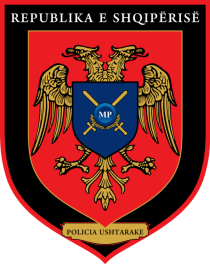 REPUBLIKA E SHQIPËRISË
MP
POLICIA USHTARAKE